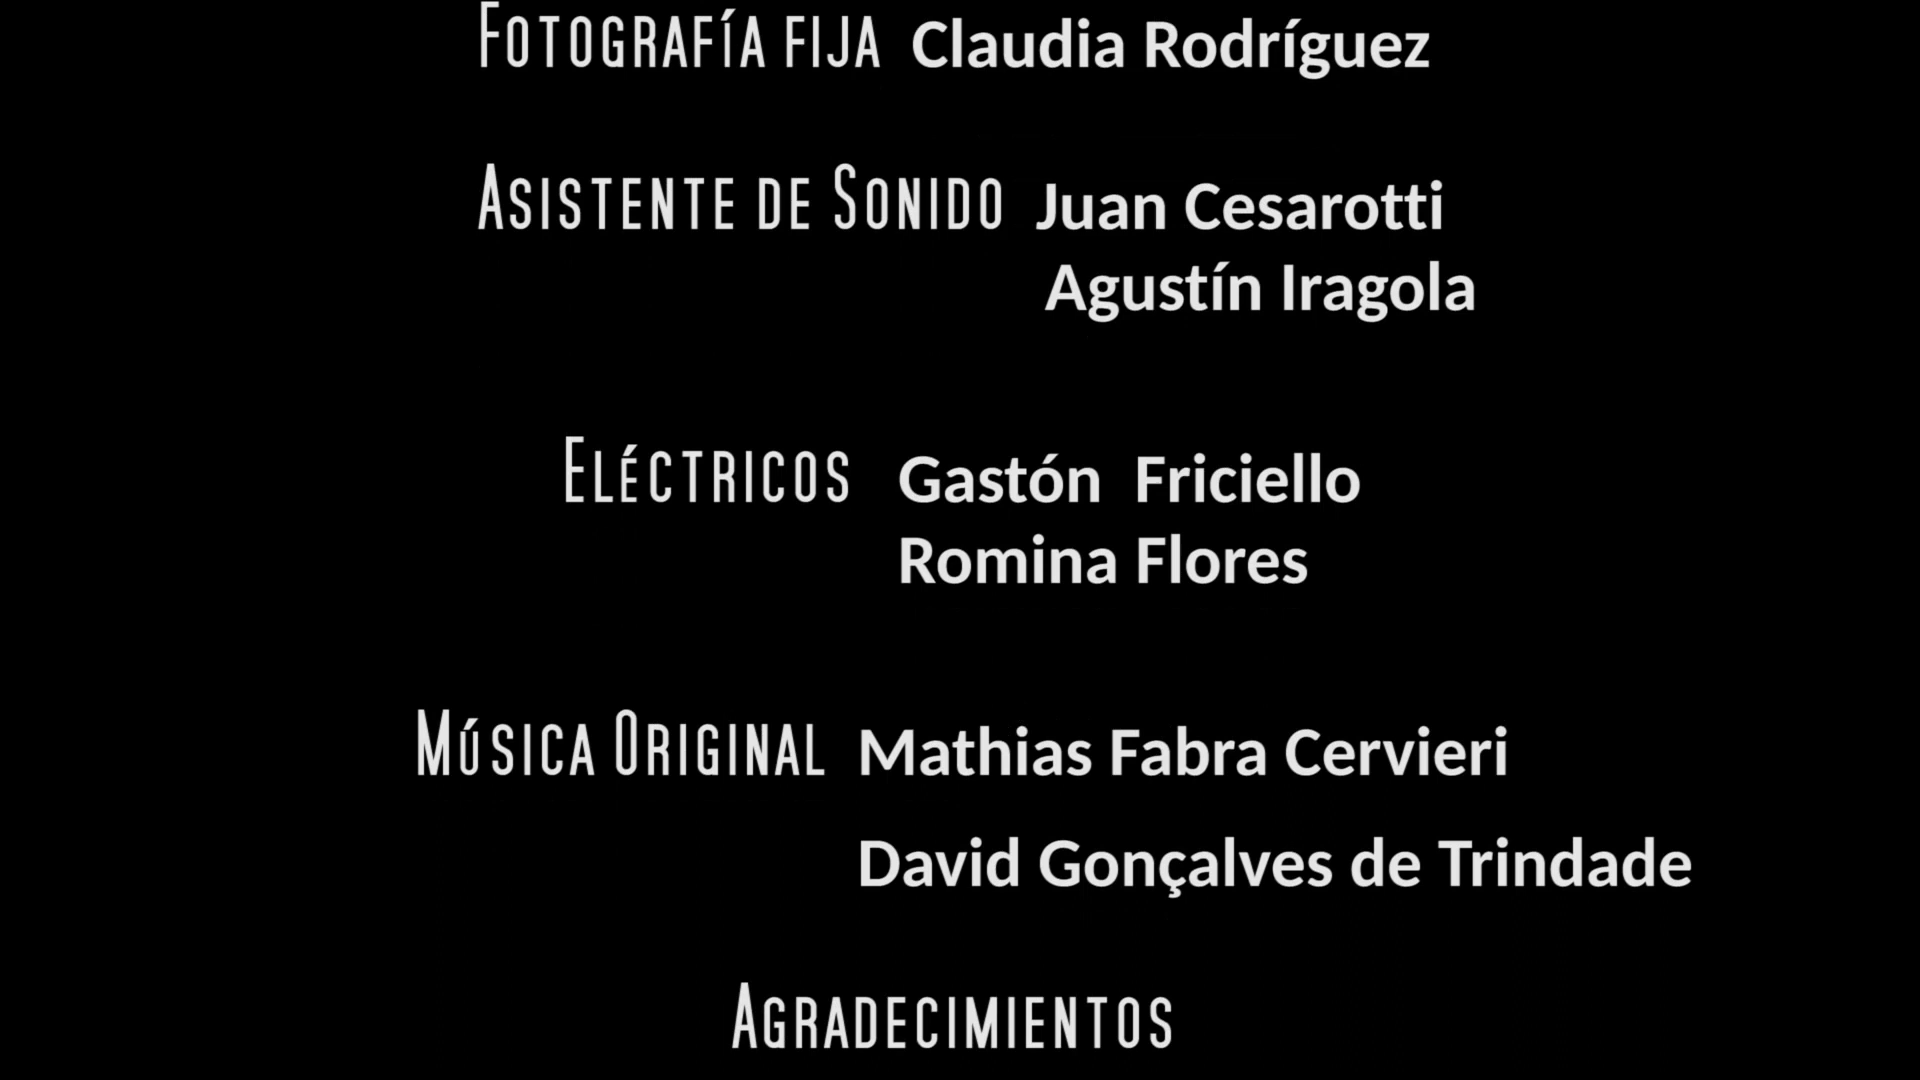 Fotografía fija Claudia Rodríguez
Asistente de Sonido Juan Cesarotti
Agustín Iragola
Eléctricos Gastón Friciello
Romina Flores
Música Original Mathias Fabra Cervieri
David Gonçalves de Trindade
Agradecimientos